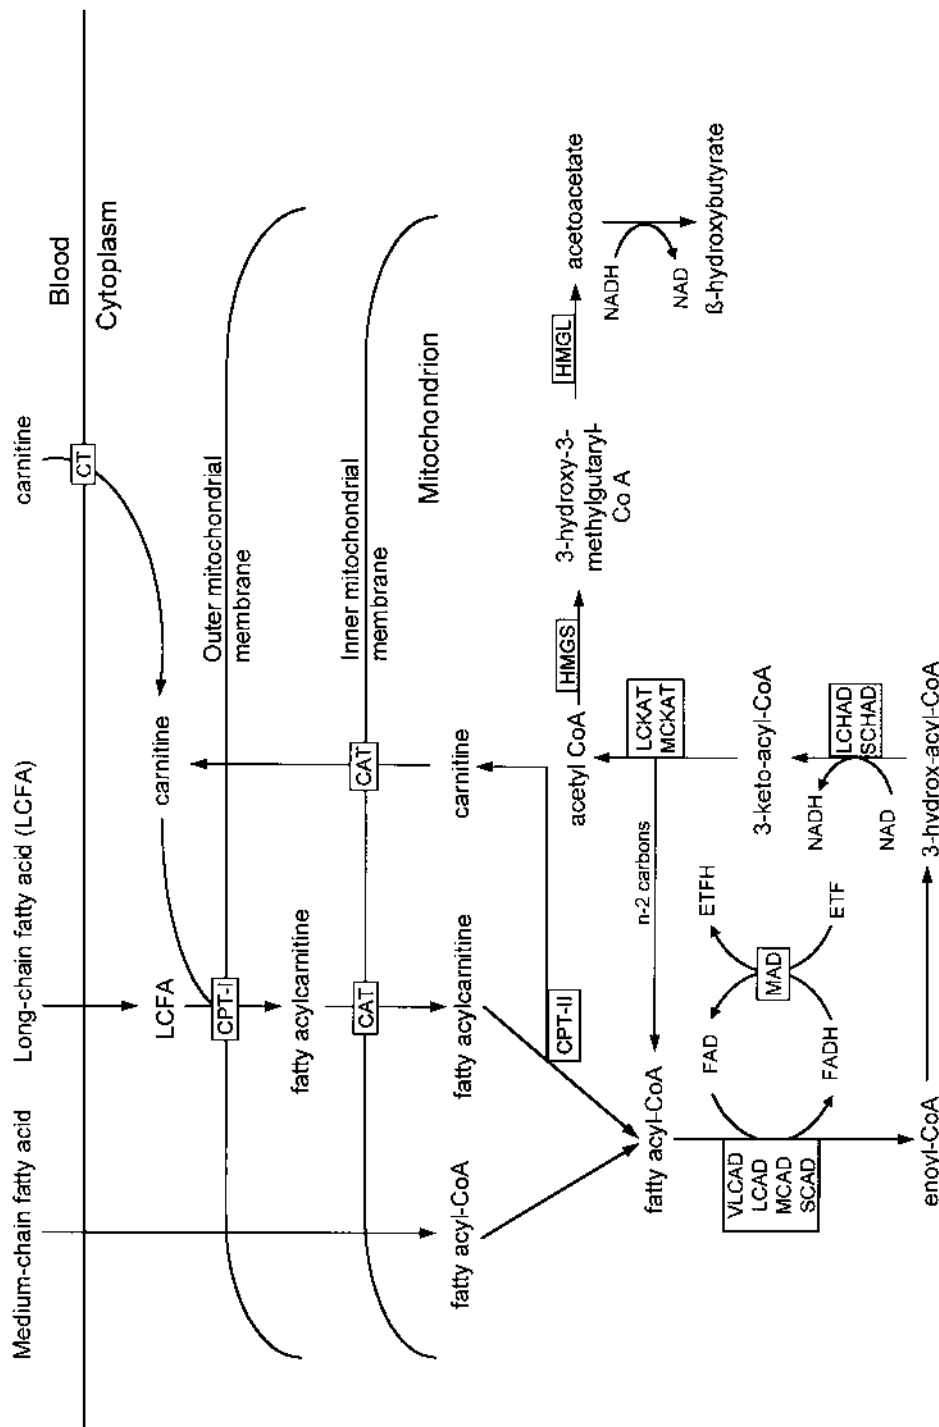 Medium-chain fatty acid
Long-chain fatty acid (LCFA)
carnitine
Blood
CT
Cytoplasm
LCFA
carnitine
CPT-I
Outer mitochondrial
membrane
fatty acylcarnitine
CAT
CAT
Inner mitochondrial
membrane
Mitochondrion
fatty acyl-CoA
fatty acylcarnitine
carnitine
CPT-II
acetyl CoA
HMGS
3-hydroxy-3-
methylgutaryl-
Co A
HMGL
acetoacetate
NADH
NAD
ß-hydroxybutyrate
fatty acyl-CoA
n-2 carbons
LCKAT
MCKAT
FAD
ETFH
MAD
FADH
ETF
3-keto-acyl-CoA
VLCAD
LCAD
MCAD
SCAD
NADH
NAD
LCHAD
SCHAD
enoyl-CoA
3-hydrox-acyl-CoA